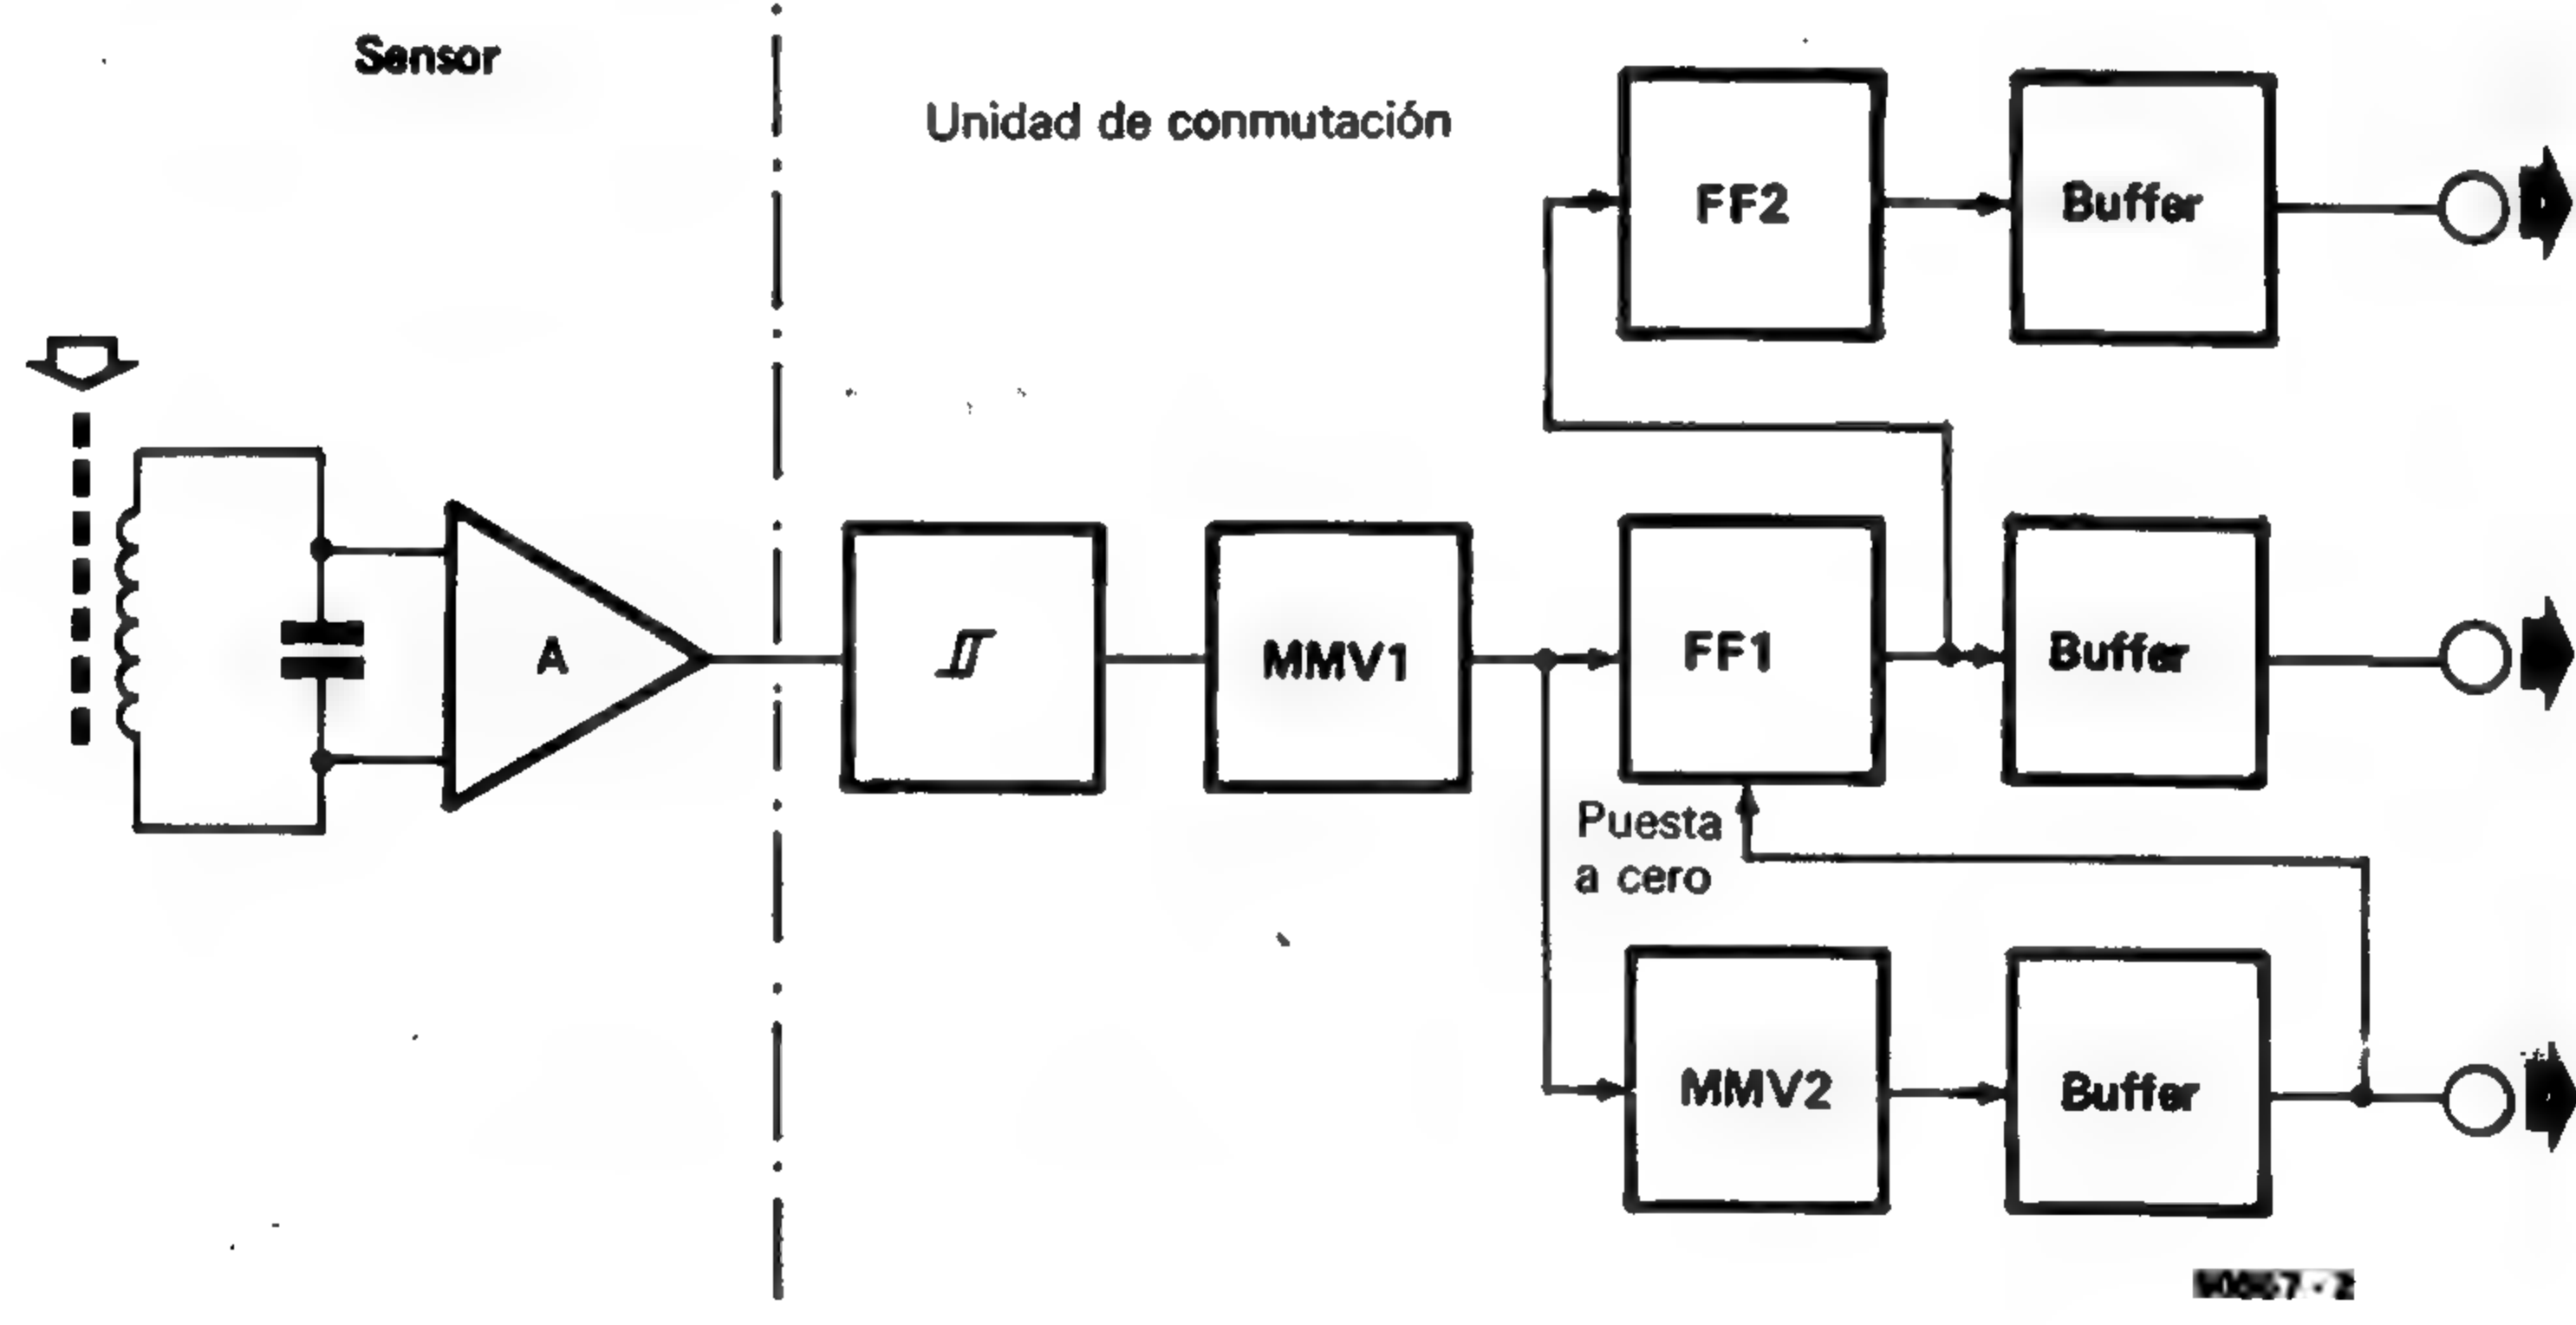 Sensor
Unidad de conmutación
FF2
Buffer
A
MMV1
FF1
Buffer
Puesta
a cero
MMV2
Buffer